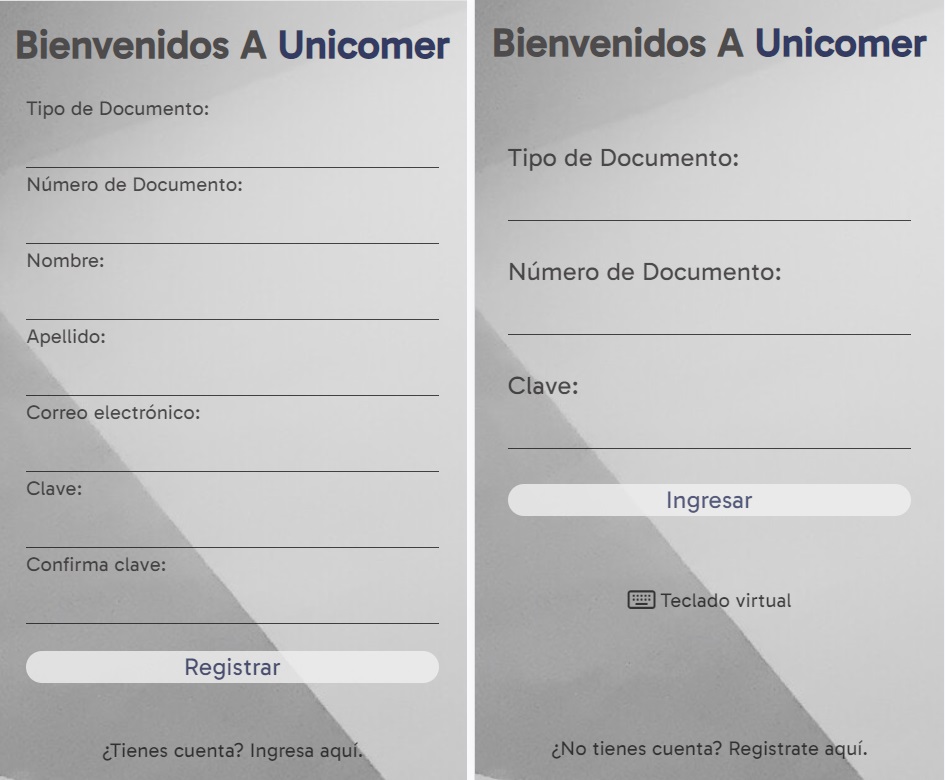 Bienvenidos A Unicomer
Tipo de Documento:
Número de Documento:
Nombre:
Apellido:
Correo electrónico:
Clave:
Confirma clave:
Registrar
¿Tienes cuenta? Ingresa aquí.
Bienvenidos A Unicomer
Tipo de Documento:
Número de Documento:
Clave:
Ingresar
Teclado virtual
¿No tienes cuenta? Registrate aquí.